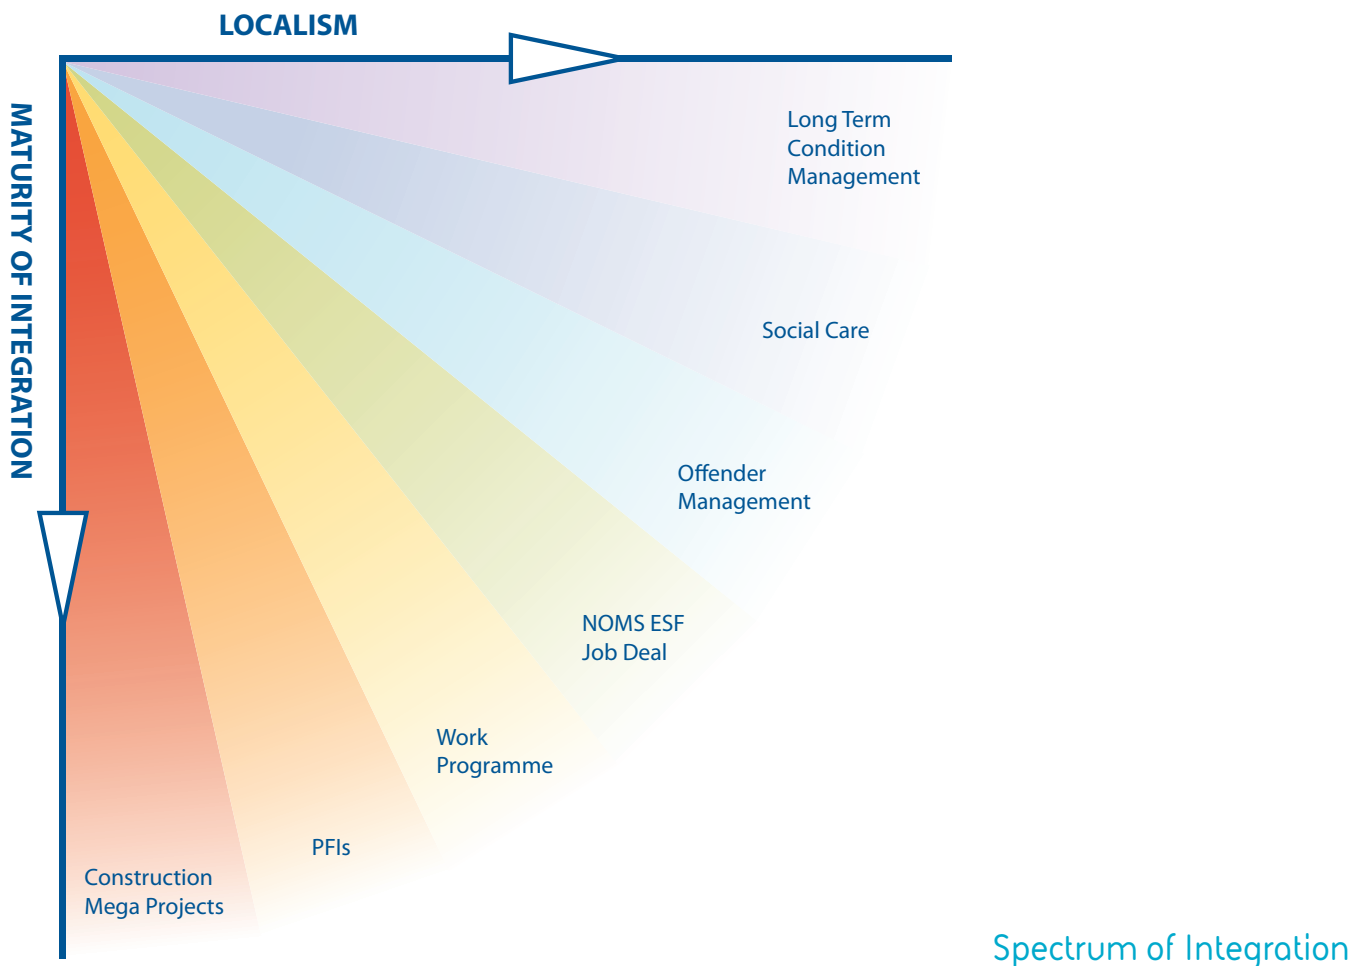 LOCALISM
MATURITY OF INTEGRATION
Long Term
Condition
Management
Social Care
Offender
Management
NOMS ESF
Job Deal
Work
Programme
PFIs
Construction
Mega Projects
Spectrum of Integration